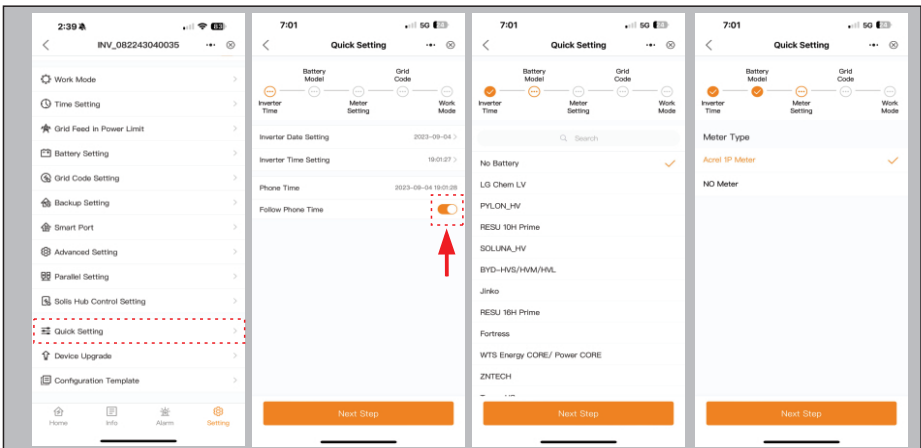 2:39
83
INV_082243040035
Work Mode
Time Setting
Grid Feed in Power Limit
Battery Setting
Grid Code Setting
Backup Setting
Smart Port
Advanced Setting
Parallel Setting
Solis Hub Control Setting
Quick Setting
Device Upgrade
Configuration Template
Home Info Alarm Setting
7:01 5G 24
Quick Setting
Battery Model Grid Code
Inverter Time Meter Setting Work Mode
Inverter Date Setting 2023-09-04
Inverter Time Setting 19:01:27
Phone Time 2023-09-04 19:01:28
Follow Phone Time
Next Step
7:01 5G 24
Quick Setting
Battery Model Grid Code
Inverter Time Meter Setting Work Mode
Search
No Battery
LG Chem LV
PYLON_HV
RESU 10H Prime
SOLUNA_HV
BYD-HVS/HVM/HVL
Jinko
RESU 16H Prime
Fortress
WTS Energy CORE/ Power CORE
ZNTECH
Next Step
7:01 5G 24
Quick Setting
Battery Model Grid Code
Inverter Time Meter Setting Work Mode
Meter Type
Acrel 1P Meter
NO Meter
Next Step